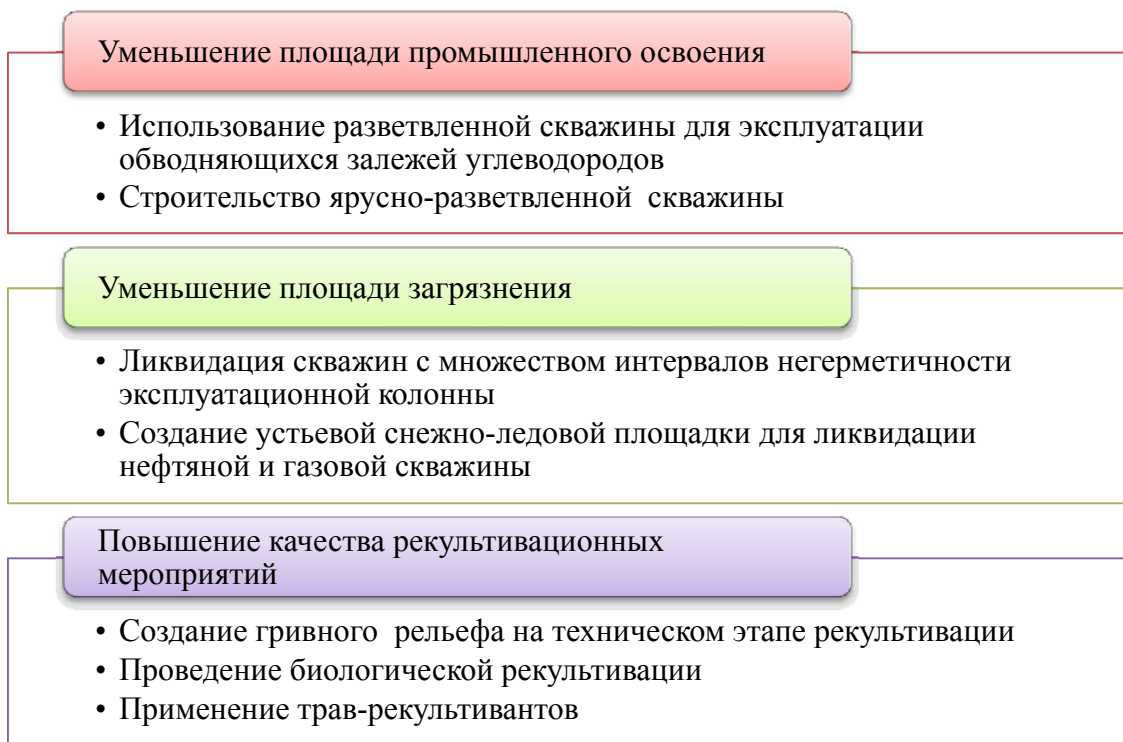 Уменьшение площади промышленного освоения
• Использование разветвленной скважины для эксплуатации
обводняющихся залежей углеводородов
• Строительство ярусно-разветвленной скважины
Уменьшение площади загрязнения
• Ликвидация скважин с множеством интервалов негерметичности
эксплуатационной колонны
• Создание устьевой снежно-ледовой площадки для ликвидации
нефтяной и газовой скважины
Повышение качества рекультивационных
мероприятий
• Создание гривного рельефа на техническом этапе рекультивации
• Проведение биологической рекультивации
• Применение трав-рекультивантов